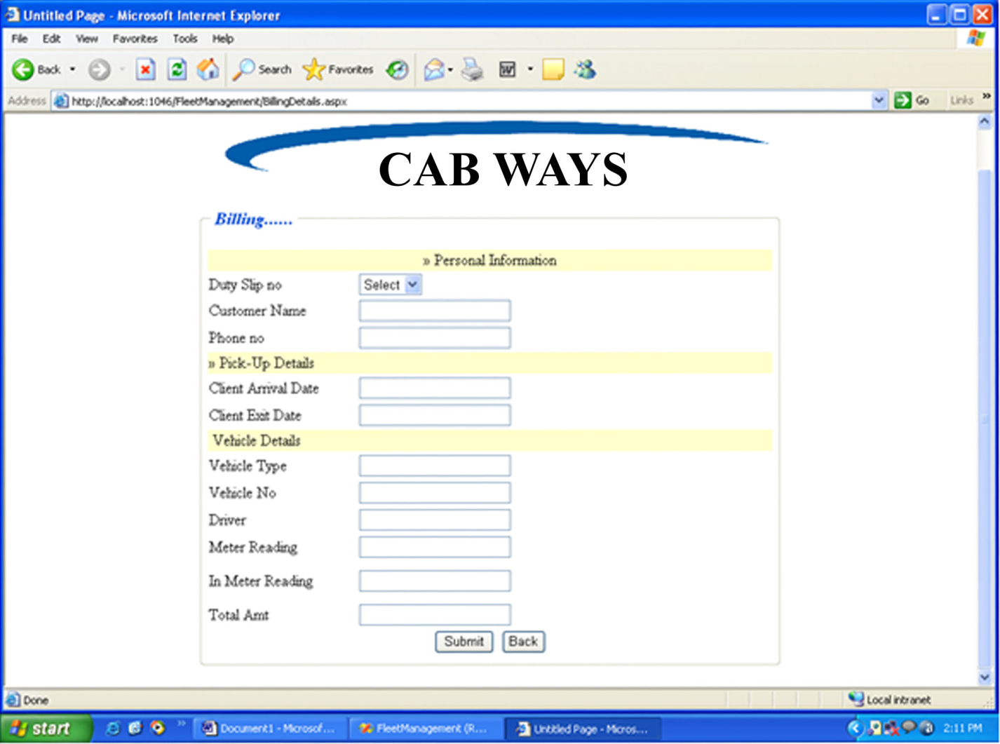 Untitled Page - Microsoft Internet Explorer
File Edit View Favorites Tools Help
Back Search Favorites
Address http://localhost:1046/FleetManagement/BillingDetails.aspx Go Links »
CAB WAYS
Billing......
» Personal Information
Duty Slip no Select
Customer Name
Phone no
» Pick-Up Details
Client Arrival Date
Client Exit Date
Vehicle Details
Vehicle Type
Vehicle No
Driver
Meter Reading
In Meter Reading
Total Amt
Submit Back
Done Local intranet
start » Document1 - Microsof... FleetManagement (R... Untitled Page - Micros... 2:11 PM